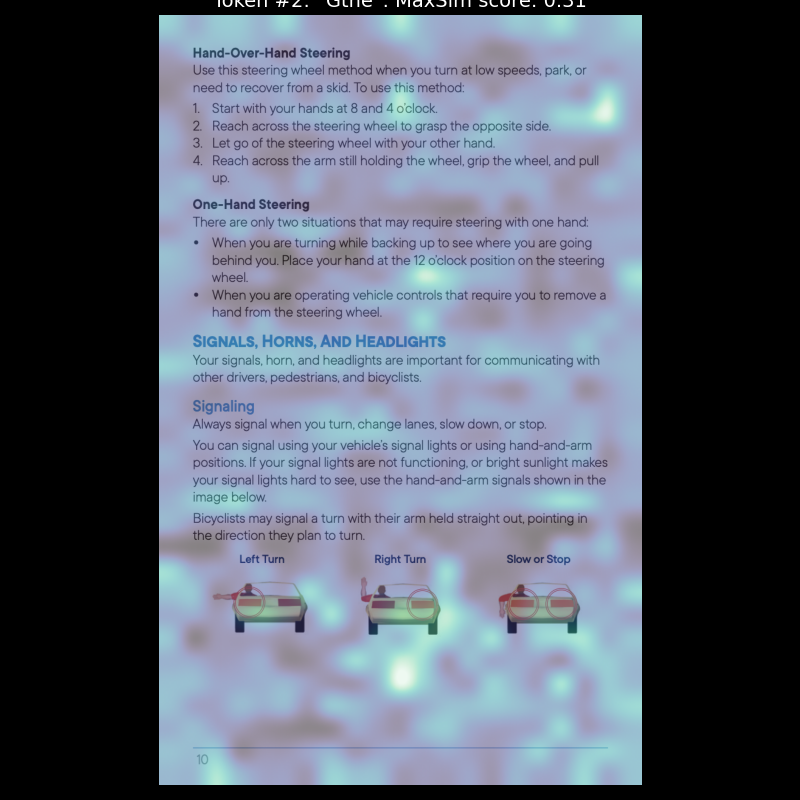 Token #2: "Ġthe". MaxSim score: 0.31
Hand-Over-Hand Steering
Use this steering wheel method when you turn at low speeds, park, or
need to recover from a skid. To use this method:
1. Start with your hands at 8 and 4 o'clock.
2. Reach across the steering wheel to grasp the opposite side.
3. Let go of the steering wheel with your other hand.
4. Reach across the arm still holding the wheel, grip the wheel, and pull
up.
One-Hand Steering
There are only two situations that may require steering with one hand:
• When you are turning while backing up to see where you are going
behind you. Place your hand at the 12 o'clock position on the steering
wheel.
• When you are operating vehicle controls that require you to remove a
hand from the steering wheel.
SIGNALS, HORNS, AND HEADLIGHTS
Your signals, horn, and headlights are important for communicating with
other drivers, pedestrians, and bicyclists.
Signaling
Always signal when you turn, change lanes, slow down, or stop.
You can signal using your vehicle's signal lights or using hand-and-arm
positions. If your signal lights are not functioning, or bright sunlight makes
your signal lights hard to see, use the hand-and-arm signals shown in the
image below.
Bicyclists may signal a turn with their arm held straight out, pointing in
the direction they plan to turn.
Left Turn Right Turn Slow or Stop
10